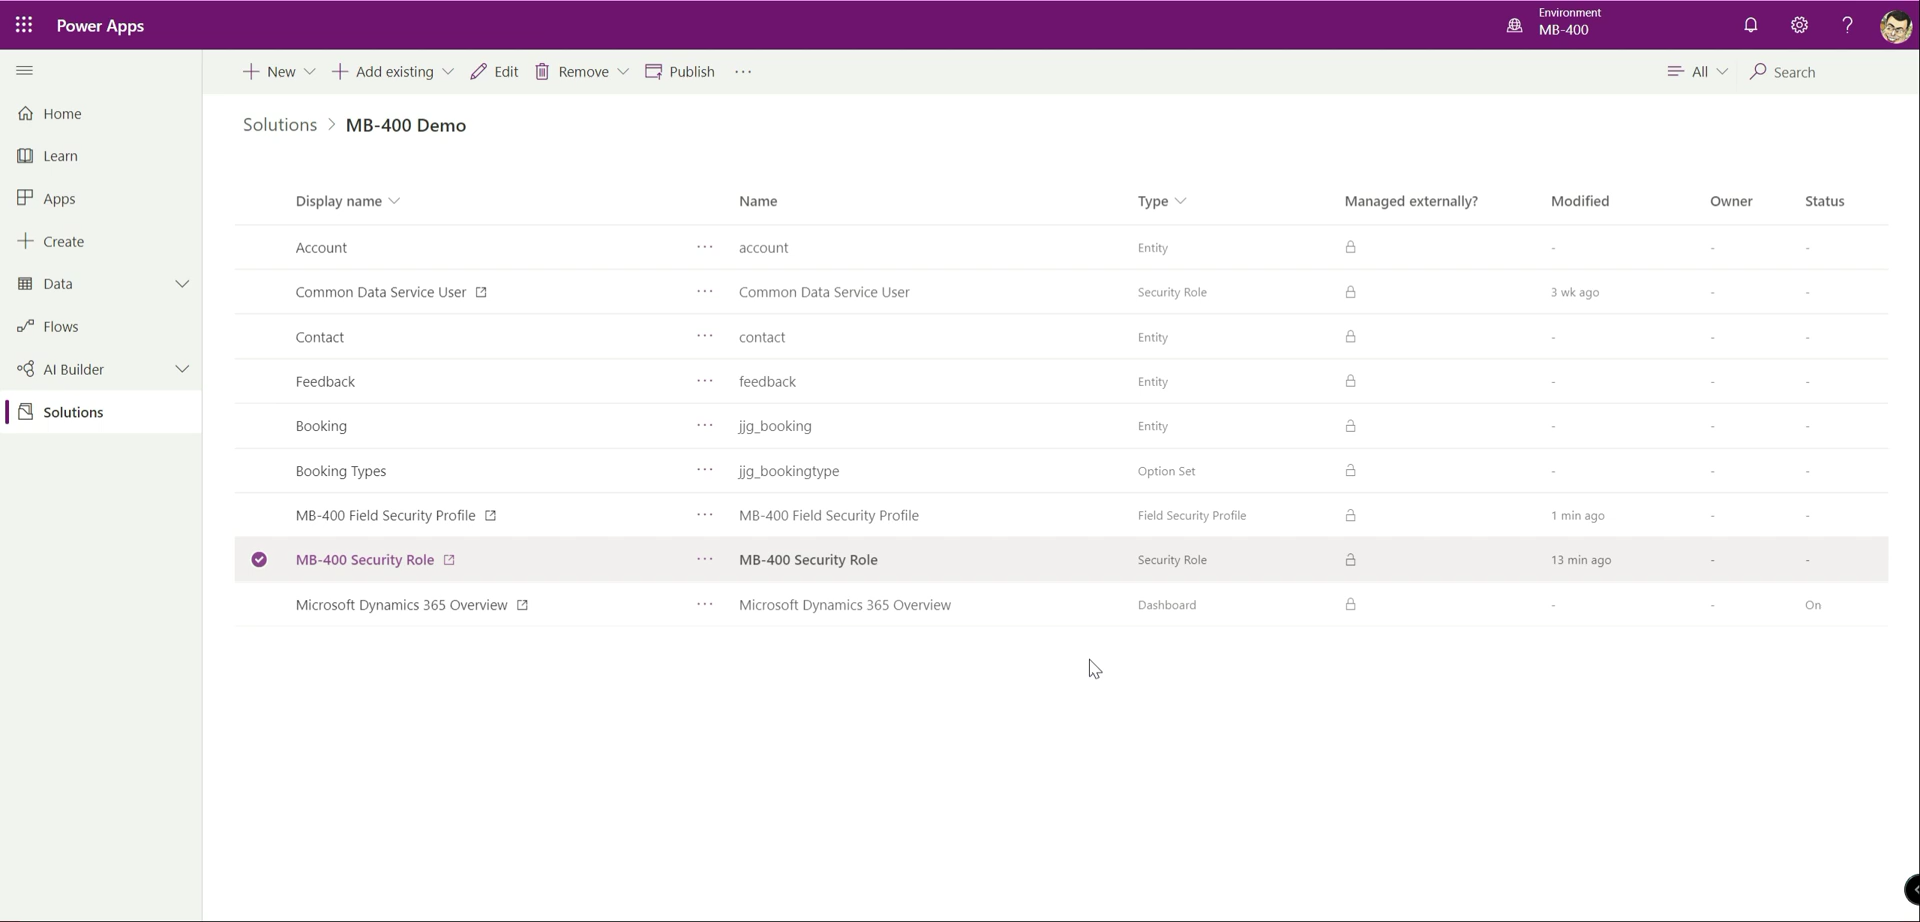 Power Apps
Environment
MB-400
New
Add existing
Edit
Remove
Publish
All
Search
Home
Learn
Apps
Create
Data
Flows
AI Builder
Solutions
Solutions > MB-400 Demo
Display name Name Type Managed externally? Modified Owner Status
Account ... account Entity - - -
Common Data Service User ... Common Data Service User Security Role 3 wk ago - -
Contact ... contact Entity - - -
Feedback ... feedback Entity - - -
Booking ... jjg_booking Entity - - -
Booking Types ... jjg_bookingtype Option Set - - -
MB-400 Field Security Profile ... MB-400 Field Security Profile Field Security Profile 1 min ago - -
MB-400 Security Role ... MB-400 Security Role Security Role 13 min ago - -
Microsoft Dynamics 365 Overview ... Microsoft Dynamics 365 Overview Dashboard - - On